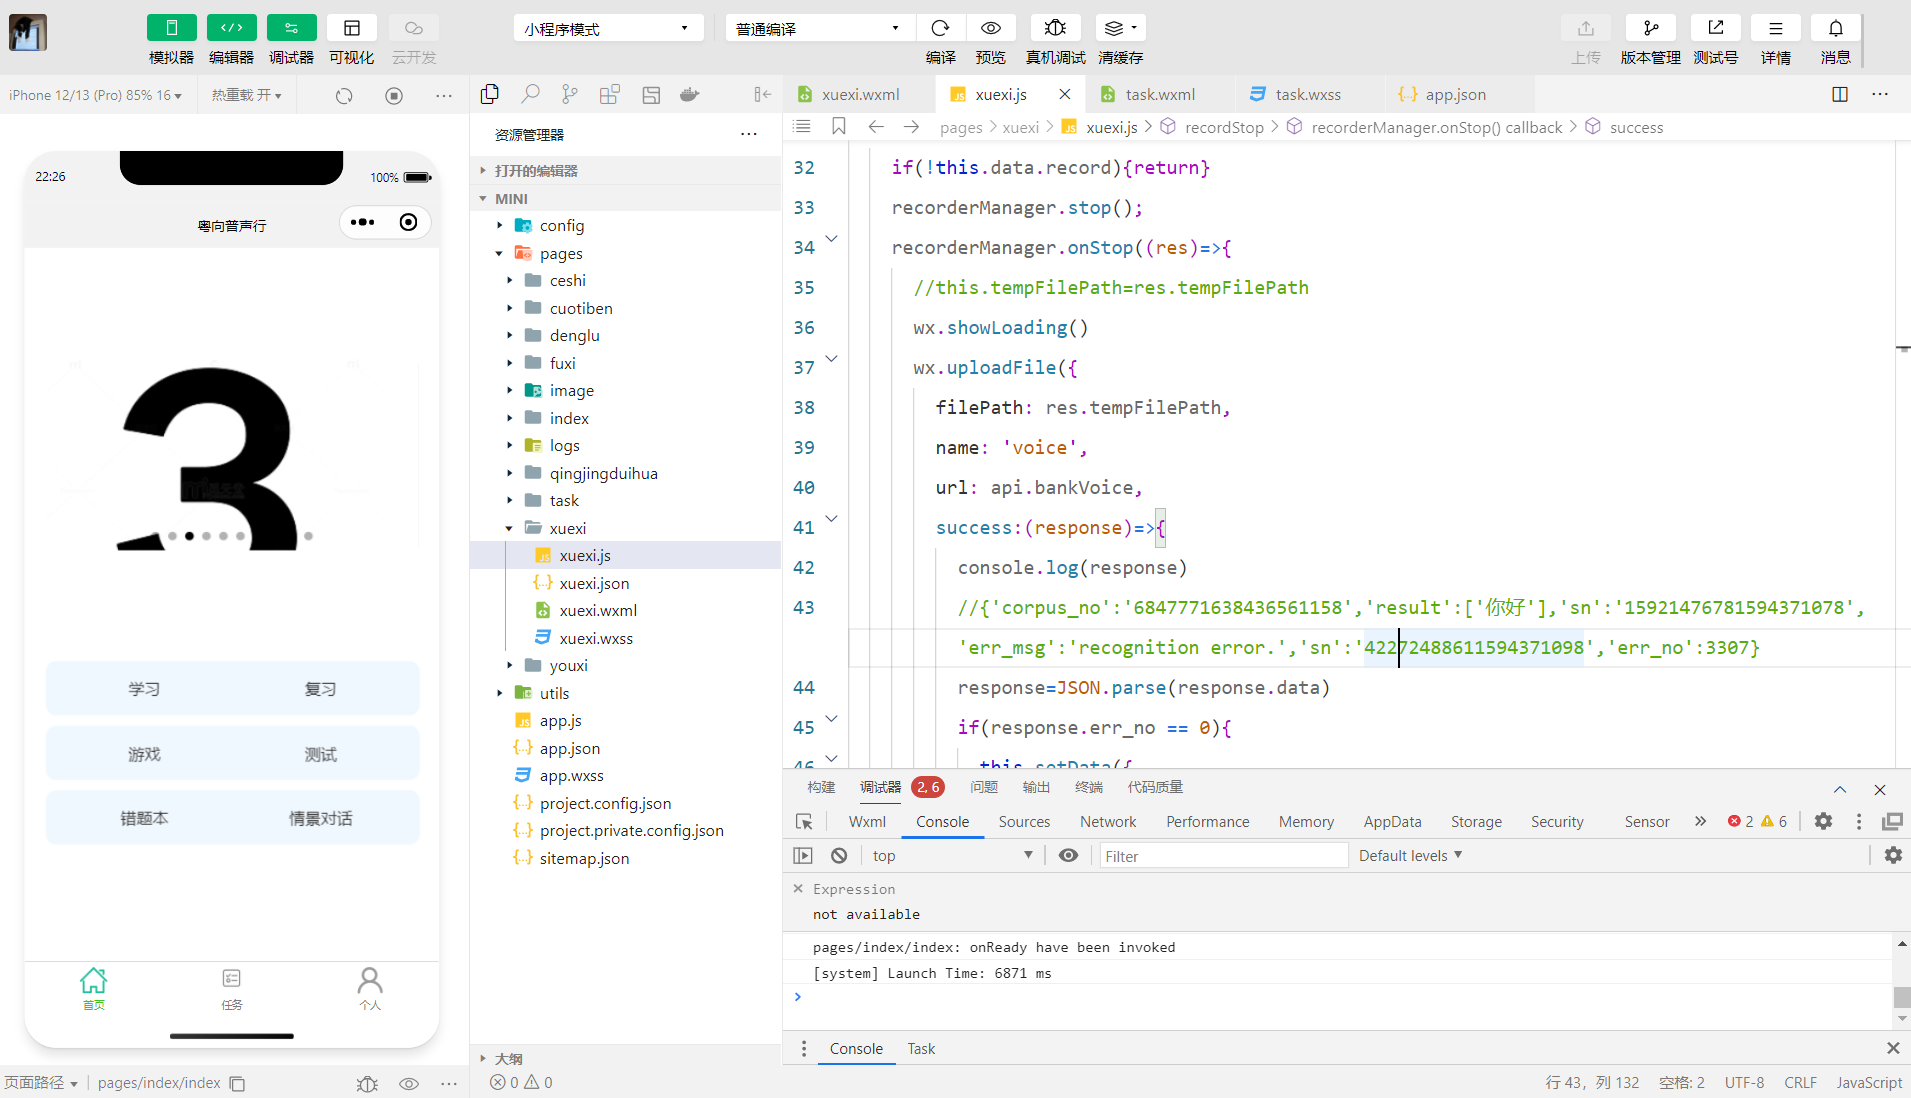 模拟器 编辑器 调试器 可视化 云开发
小程序模式
普通编译
编译 预览 真机调试 清缓存
上传 版本管理 测试号 详情 消息
iPhone 12/13 (Pro) 85% 16
热重载 开
22:26
100%
粤向普声行
3
学习 复习
游戏 测试
错题本 情景对话
首页 任务 个人
页面路径 pages/index/index
资源管理器
打开的编辑器
MINI
config
pages
ceshi
cuotiben
denglu
fuxi
image
index
logs
qingjingduihua
task
xuexi
xuexi.js
xuexi.json
xuexi.wxml
xuexi.wxss
youxi
utils
app.js
app.json
app.wxss
project.config.json
project.private.config.json
sitemap.json
大纲
0 0
xuexi.wxml xuexi.js task.wxml task.wxss app.json
pages > xuexi > xuexi.js > recordStop > recorderManager.onStop() callback > success
32 if(!this.data.record){return}
33 recorderManager.stop();
34 recorderManager.onStop((res)=>{
35 //this.tempFilePath=res.tempFilePath
36 wx.showLoading()
37 wx.uploadFile({
38 filePath: res.tempFilePath,
39 name: 'voice',
40 url: api.bankVoice,
41 success:(response)=>{
42 console.log(response)
43 //{'corpus_no':'6847771638436561158','result':['你好'],'sn':'15921476781594371078',
'err_msg':'recognition error.','sn':'42272488611594371098','err_no':3307}
44 response=JSON.parse(response.data)
45 if(response.err_no == 0){
46 this.setData({
构建 调试器 2, 6 问题 输出 终端 代码质量
Wxml Console Sources Network Performance Memory AppData Storage Security Sensor 2 6
top Filter Default levels
Expression
not available
pages/index/index: onReady have been invoked
[system] Launch Time: 6871 ms
Console Task
行 43，列 132 空格: 2 UTF-8 CRLF JavaScript